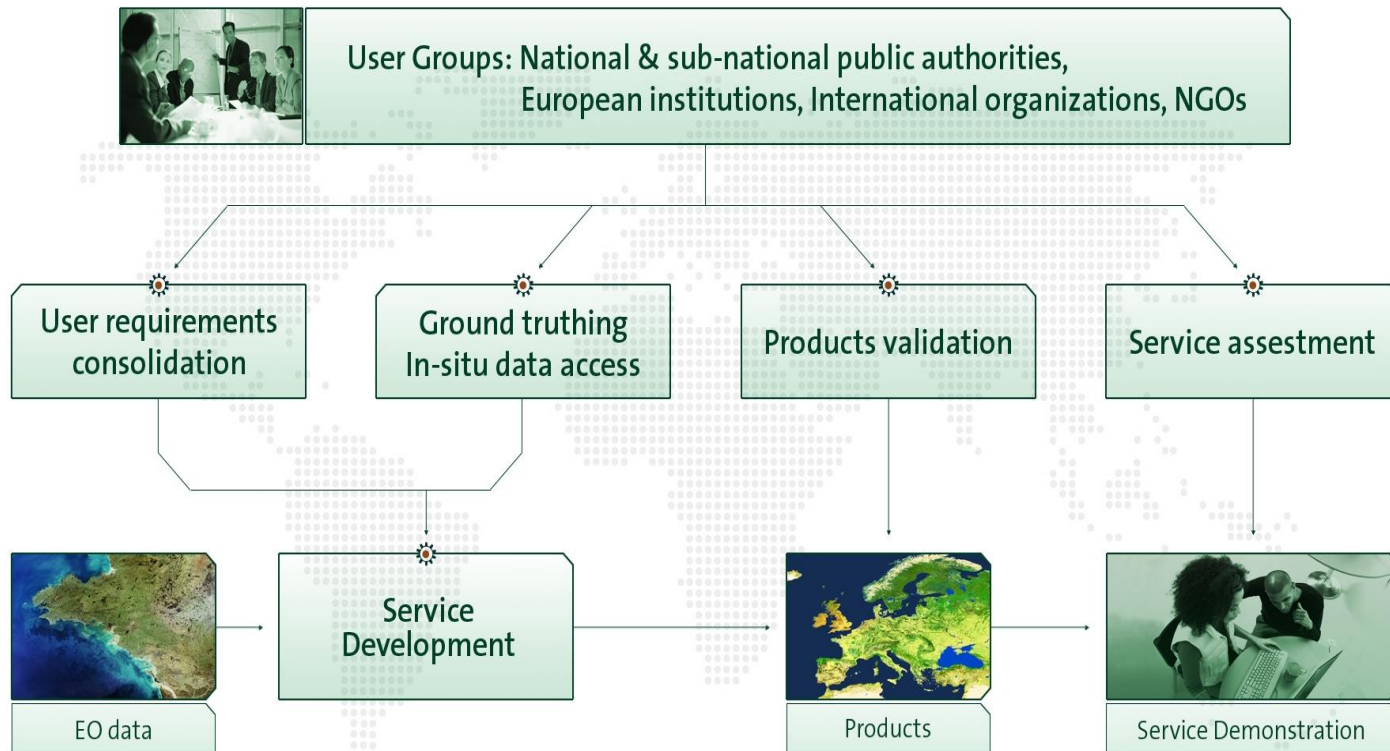 User Groups: National & sub-national public authorities,
European institutions, International organizations, NGOs
User requirements
consolidation
Ground truthing
In-situ data access
Products validation
Service assestment
Service
Development
EO data
Products
Service Demonstration